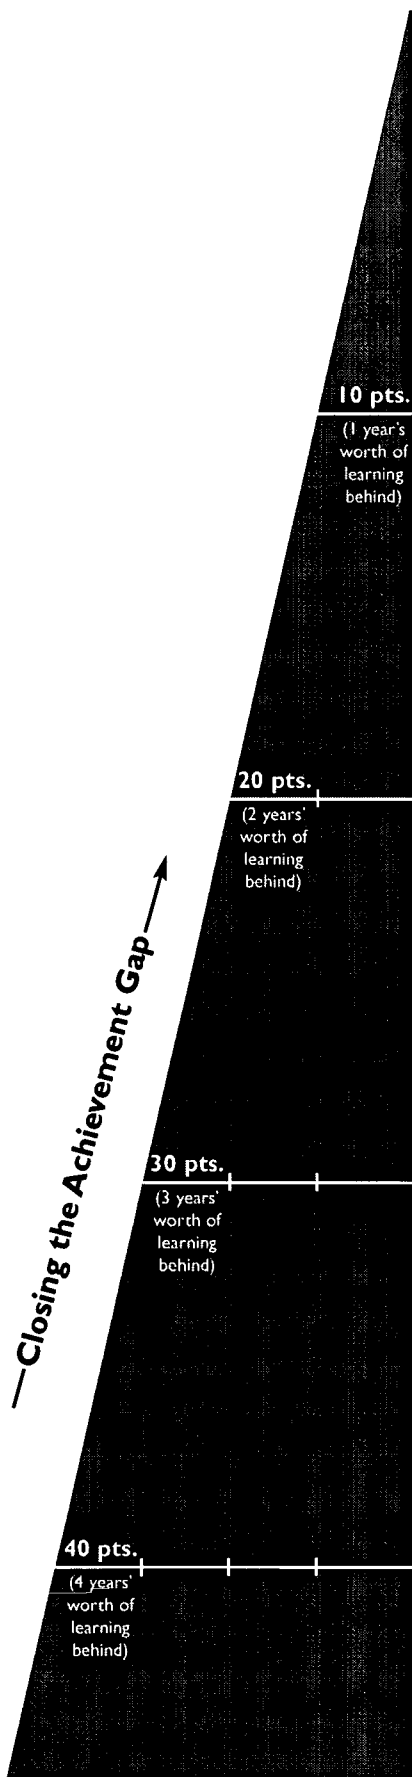 10 pts.
(1 year's
worth of
learning
behind)
20 pts.
(2 years'
worth of
learning
behind)
Closing the Achievement Gap
30 pts.
(3 years'
worth of
learning
behind)
40 pts.
(4 years'
worth of
learning
behind)